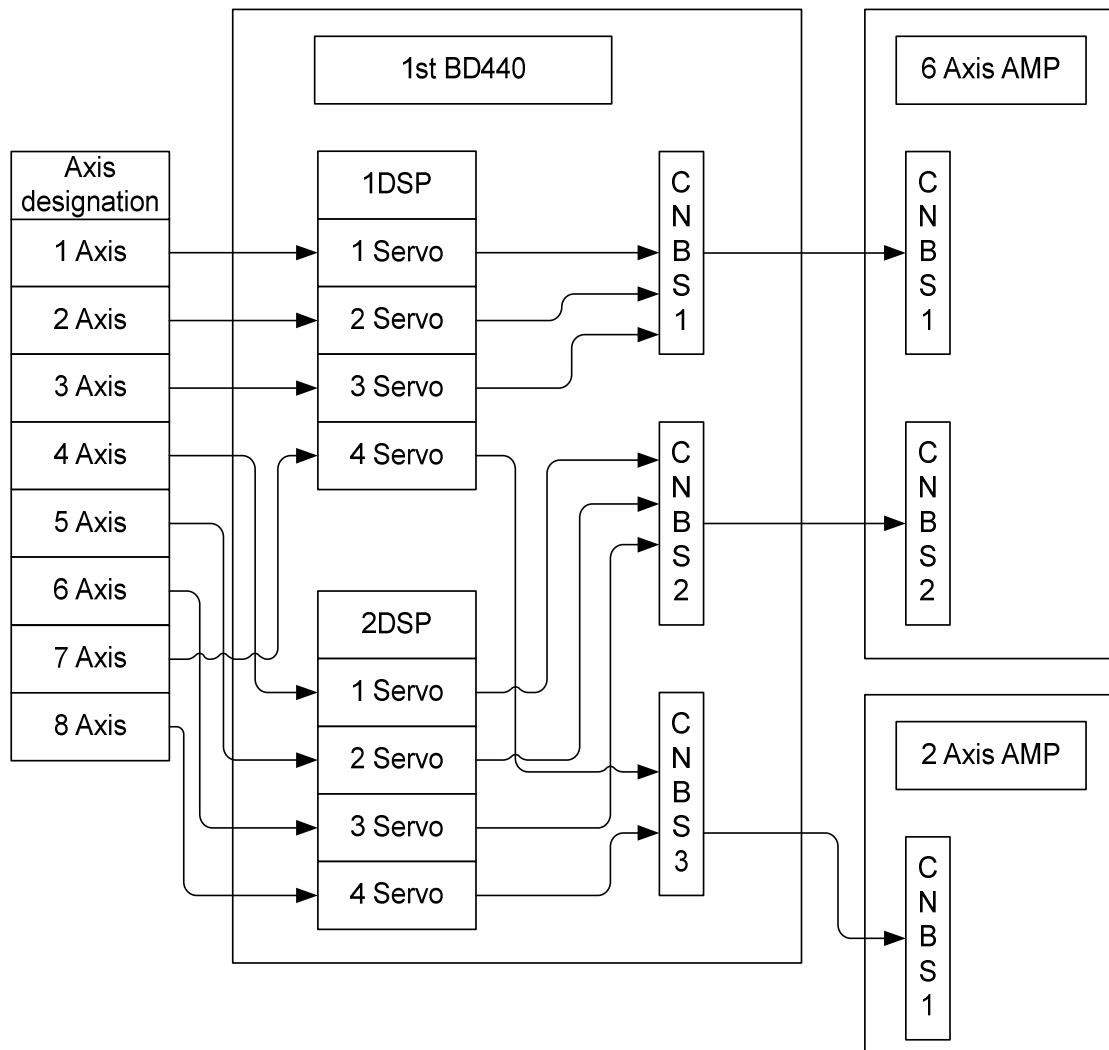 1st BD440
6 Axis AMP
Axis
designation
1 Axis
2 Axis
3 Axis
4 Axis
5 Axis
6 Axis
7 Axis
8 Axis
1DSP
1 Servo
2 Servo
3 Servo
4 Servo
2DSP
1 Servo
2 Servo
3 Servo
4 Servo
C
N
B
S
1
C
N
B
S
2
C
N
B
S
3
C
N
B
S
1
C
N
B
S
2
2 Axis AMP
C
N
B
S
1